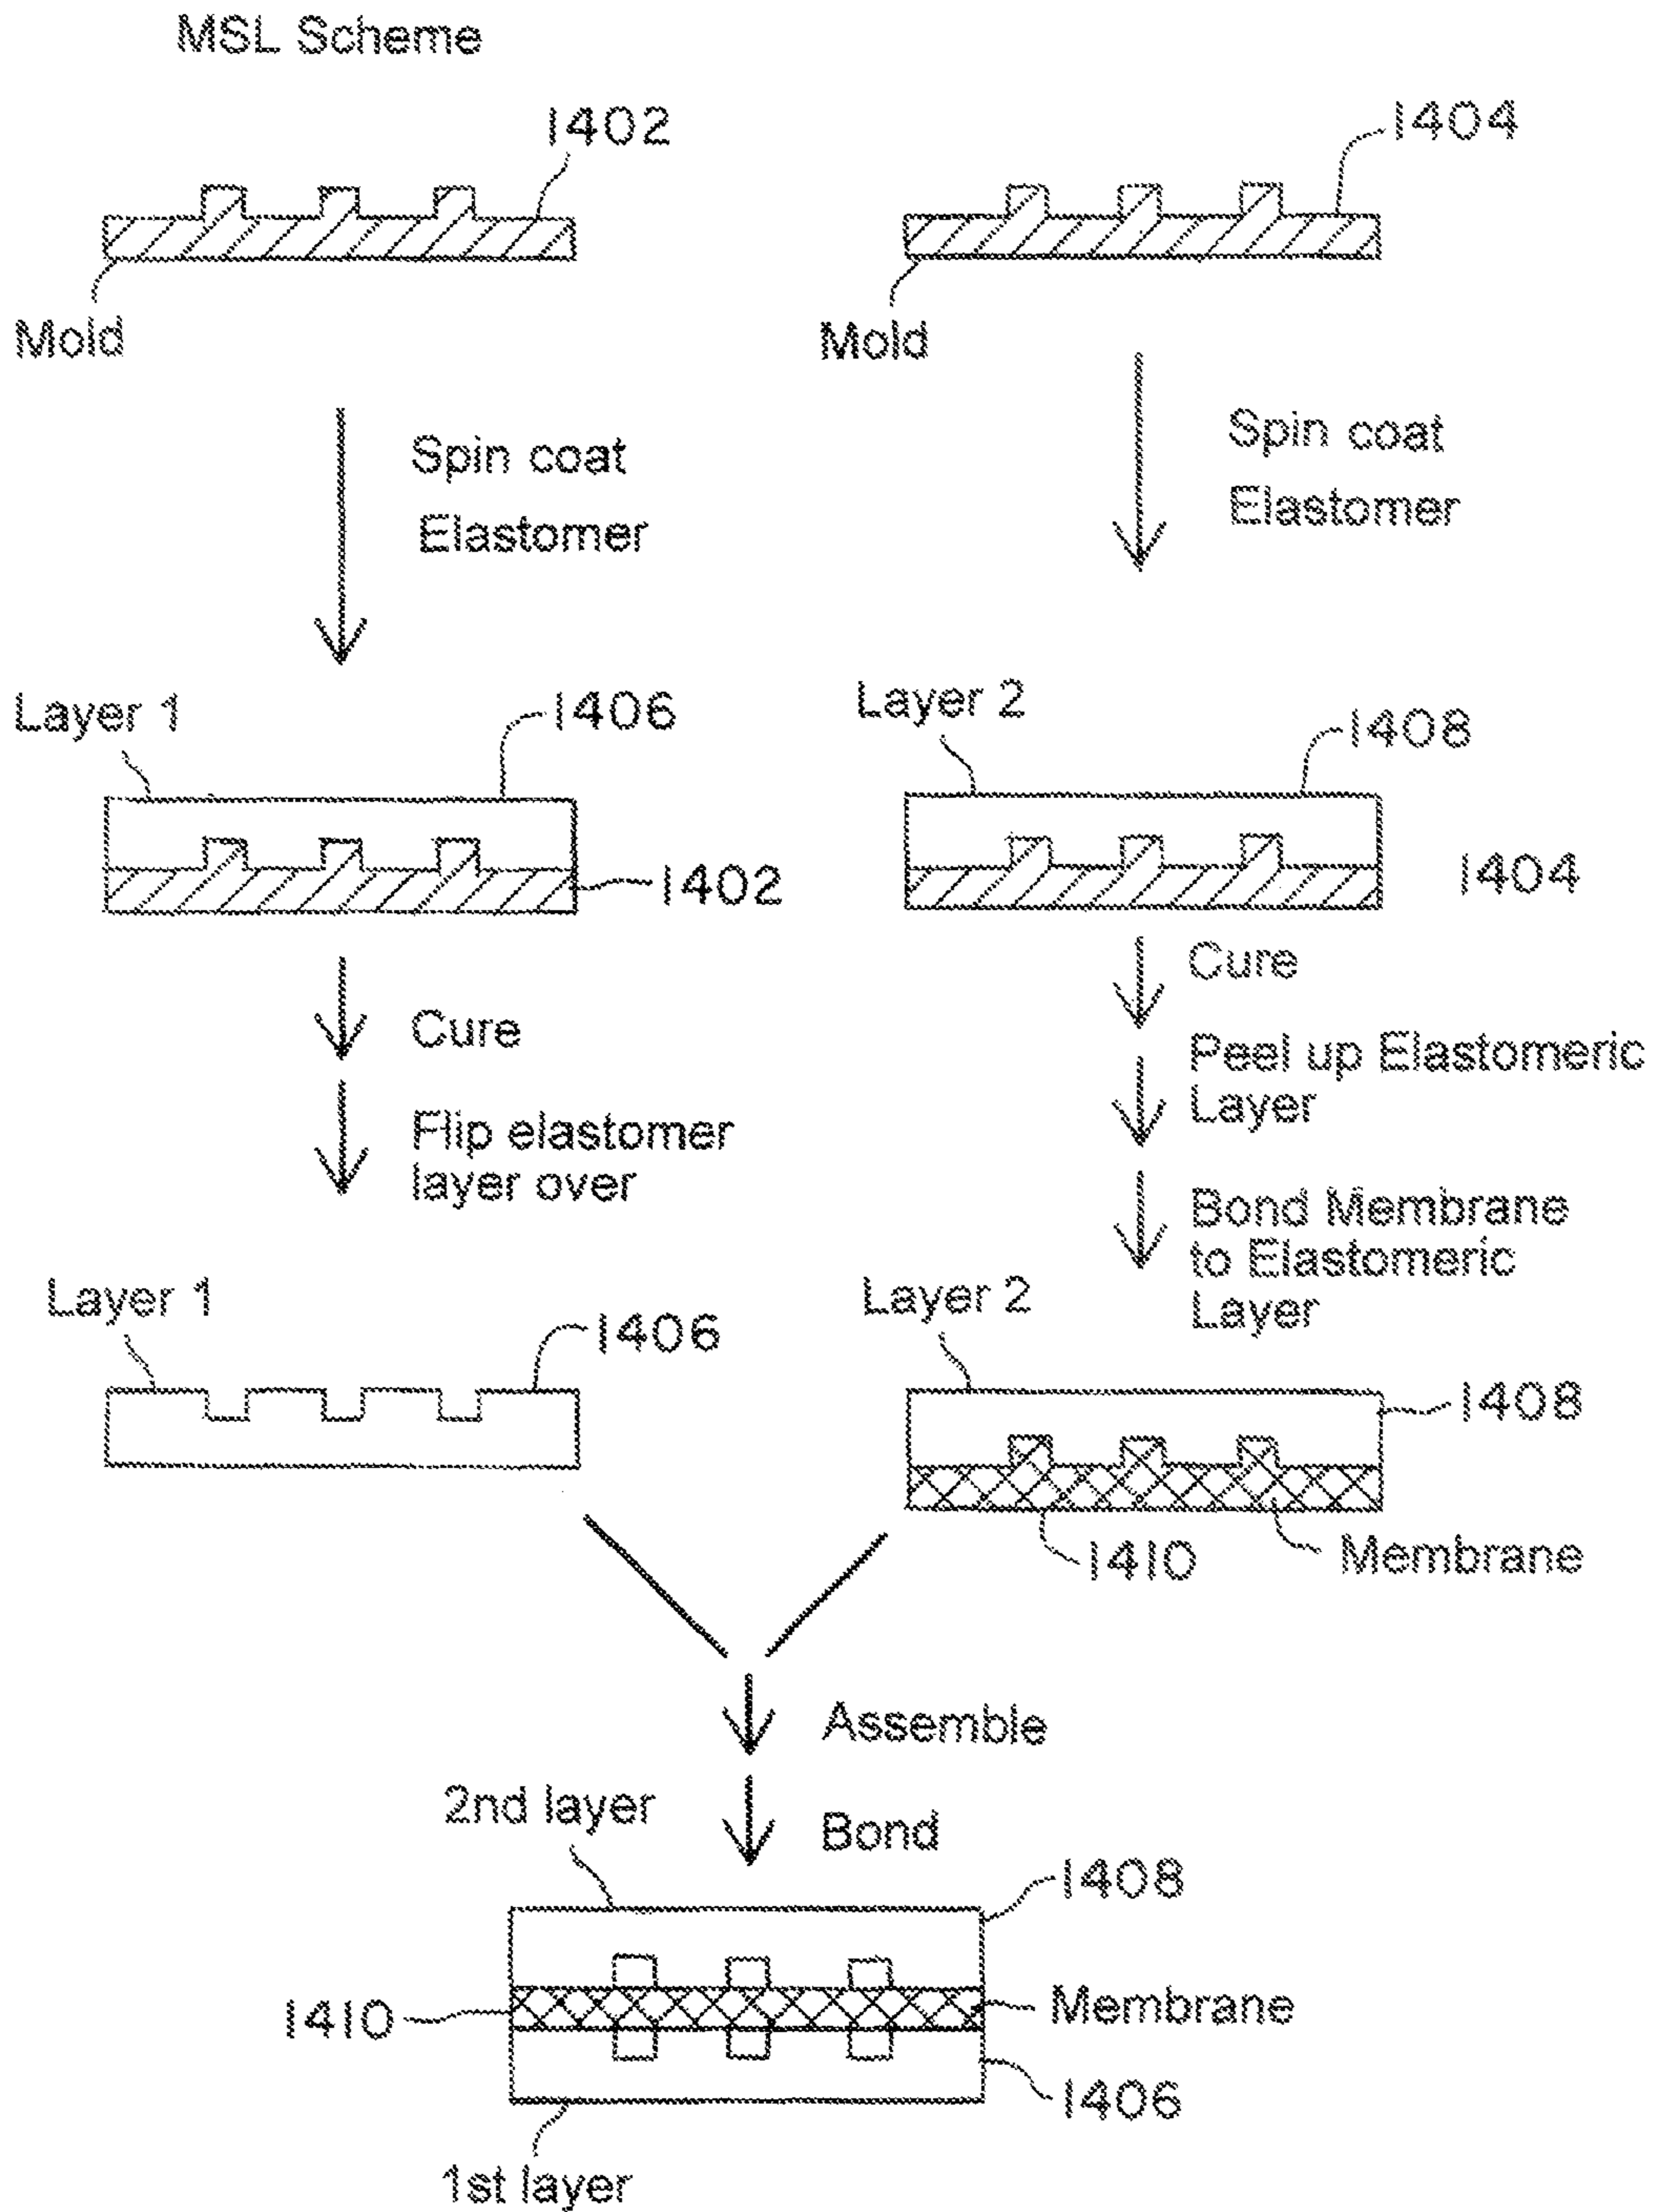 MSL Scheme
1402
1404
Mold
Mold
Spin coat
Elastomer
Spin coat
Elastomer
Layer 1
1406
Layer 2
1408
1402
1404
Cure
Flip elastomer
layer over
Cure
Peel up Elastomeric
Layer
Bond Membrane
to Elastomeric
Layer
Layer 1
1406
Layer 2
1408
1410
Membrane
Assemble
Bond
2nd layer
1408
1410
Membrane
1406
1st layer